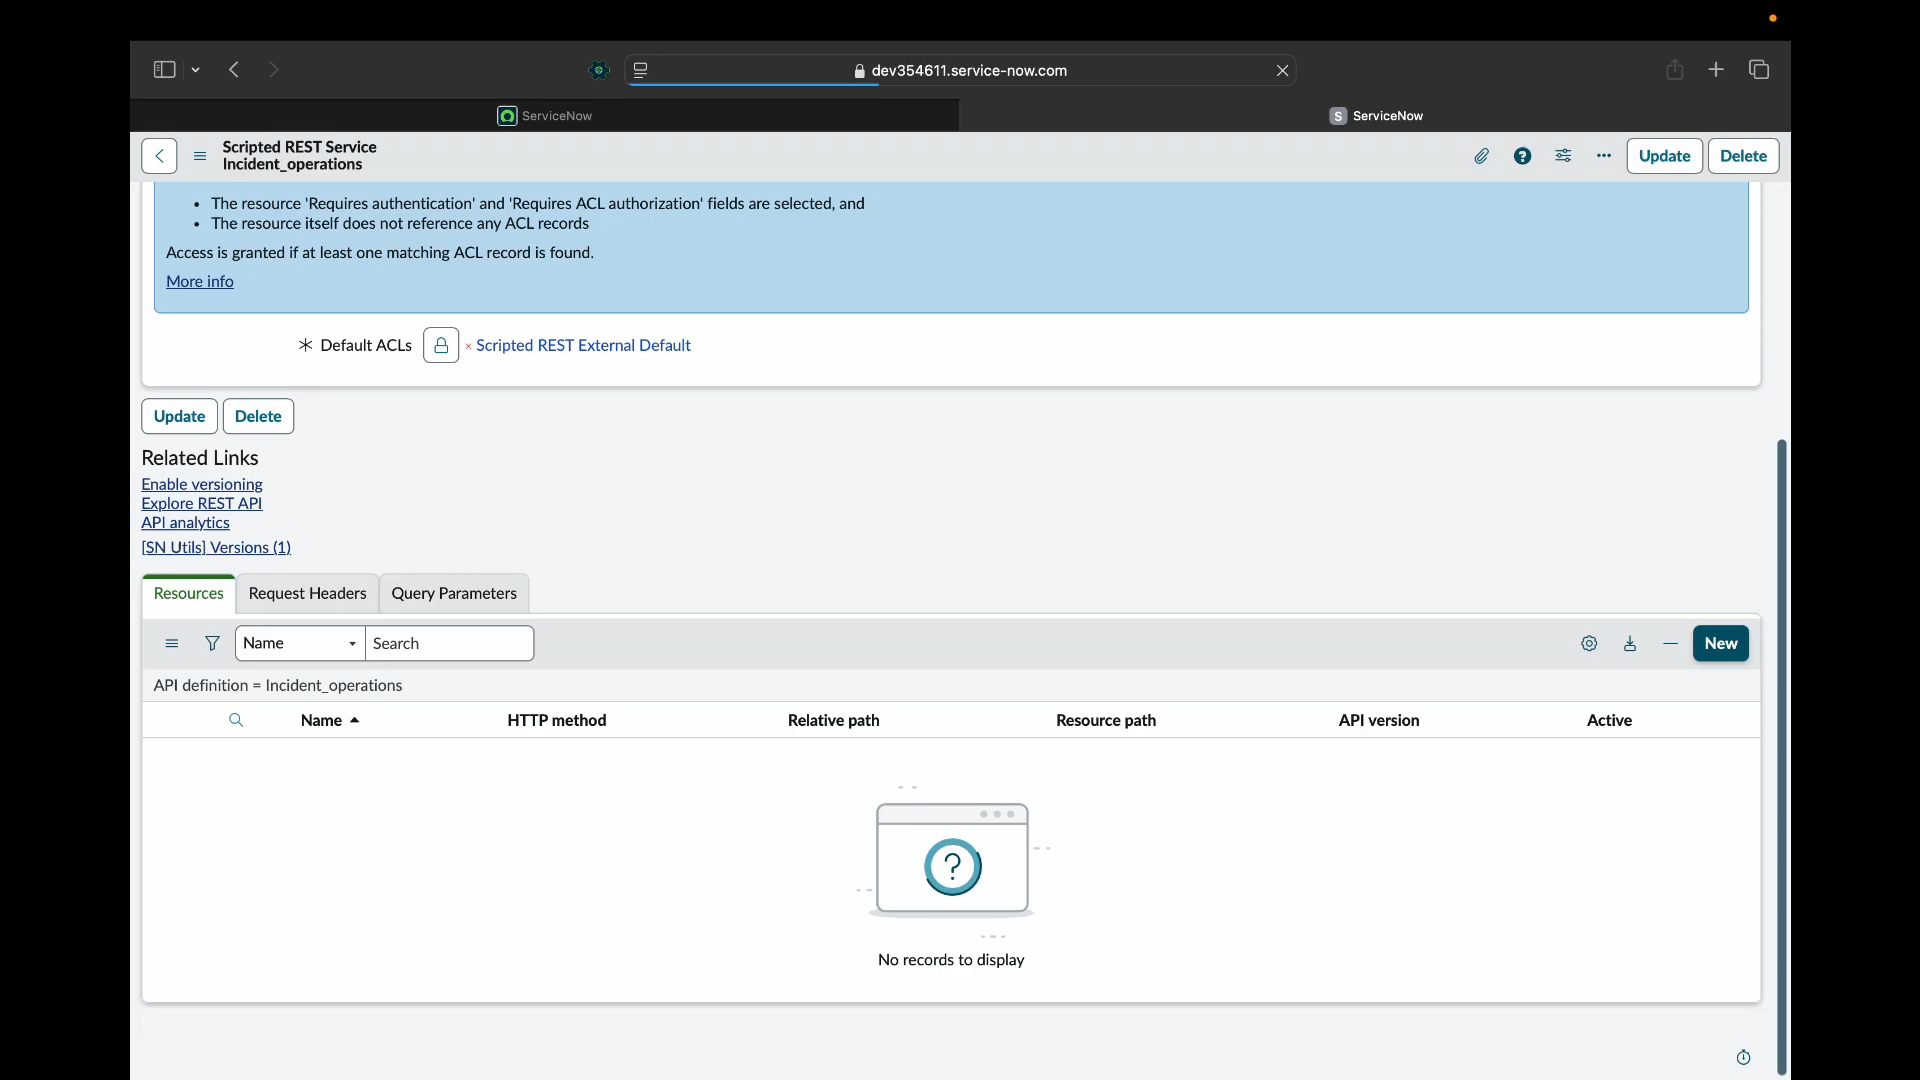 dev354611.service-now.com
ServiceNow
S ServiceNow
Scripted REST Service
Incident_operations
Update
Delete
• The resource 'Requires authentication' and 'Requires ACL authorization' fields are selected, and
• The resource itself does not reference any ACL records
Access is granted if at least one matching ACL record is found.
More info
Default ACLs
× Scripted REST External Default
Update
Delete
Related Links
Enable versioning
Explore REST API
API analytics
[SN Utils] Versions (1)
Resources
Request Headers
Query Parameters
Name
Search
New
API definition = Incident_operations
Name HTTP method Relative path Resource path API version Active
No records to display